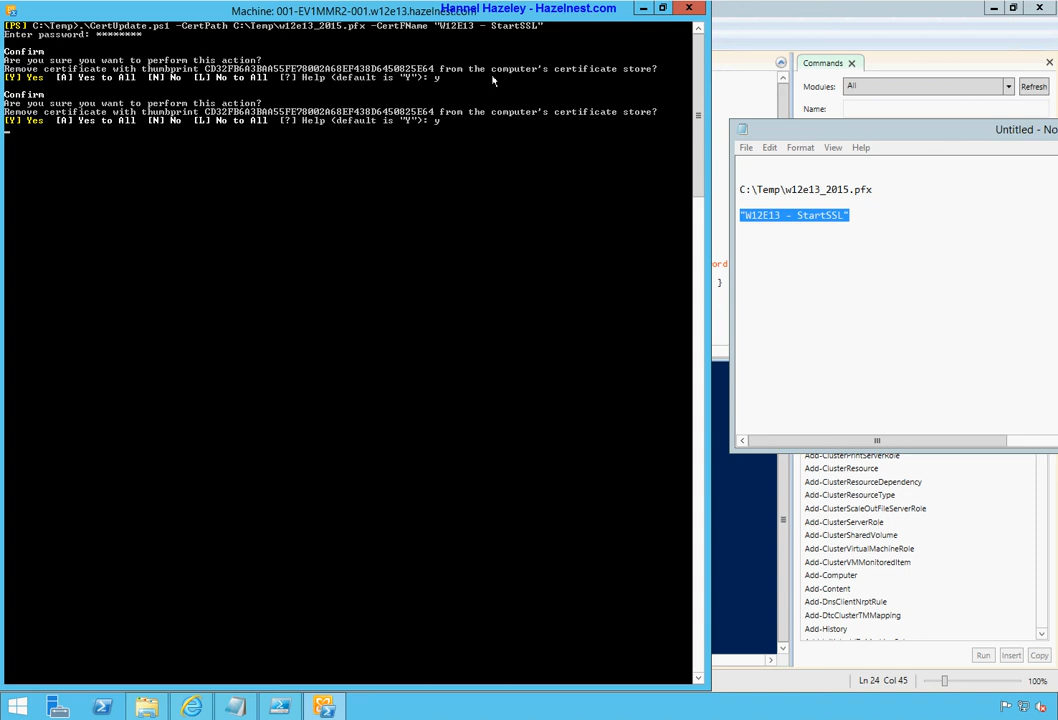 Machine: 001-EV1MMR2-001.w12e13.hazelnest.com
Hannel Hazeley - Hazelnest.com
[PS] C:\Temp>.\CertUpdate.ps1 -CertPath C:\Temp\w12e13_2015.pfx -CertFName "W12E13 - StartSSL"
Enter password: ********
Confirm
Are you sure you want to perform this action?
Remove certificate with thumbprint CD32FB6A3BAA55FE78002A68EF438D6450825E64 from the computer's certificate store?
[Y] Yes [A] Yes to All [N] No [L] No to All [?] Help (default is "Y"): y
Confirm
Are you sure you want to perform this action?
Remove certificate with thumbprint CD32FB6A3BAA55FE78002A68EF438D6450825E64 from the computer's certificate store?
[Y] Yes [A] Yes to All [N] No [L] No to All [?] Help (default is "Y"): y
Commands
Modules:
All
Refresh
Name:
Untitled - No
File Edit Format View Help
C:\Temp\w12e13_2015.pfx
"W12E13 - StartSSL"
ord
}
Add-ClusterPrintServerRole
Add-ClusterResource
Add-ClusterResourceDependency
Add-ClusterResourceType
Add-ClusterScaleOutFileServerRole
Add-ClusterServerRole
Add-ClusterSharedVolume
Add-ClusterVirtualMachineRole
Add-ClusterVMMonitoredItem
Add-Computer
Add-Content
Add-DnsClientNrptRule
Add-DtcClusterTMMapping
Add-History
Run Insert Copy
Ln 24 Col 45
100%